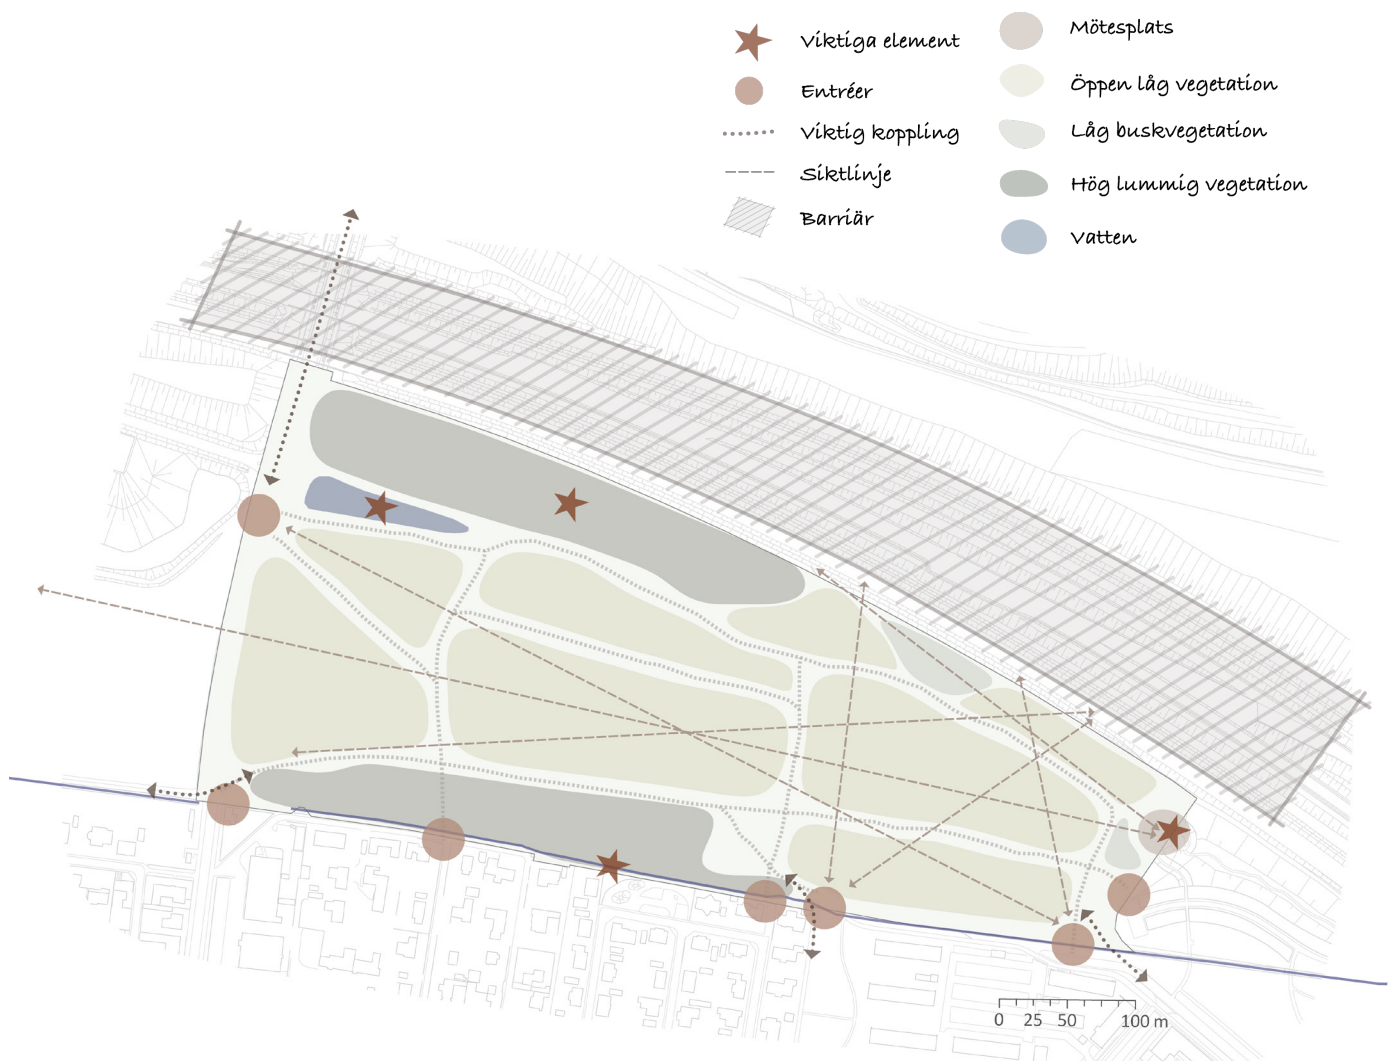 Viktiga element
Entréer
Viktig koppling
Siktlinje
Barriär
Mötesplats
Öppen låg vegetation
Låg buskvegetation
Hög lummig vegetation
Vatten
0 25 50 100 m